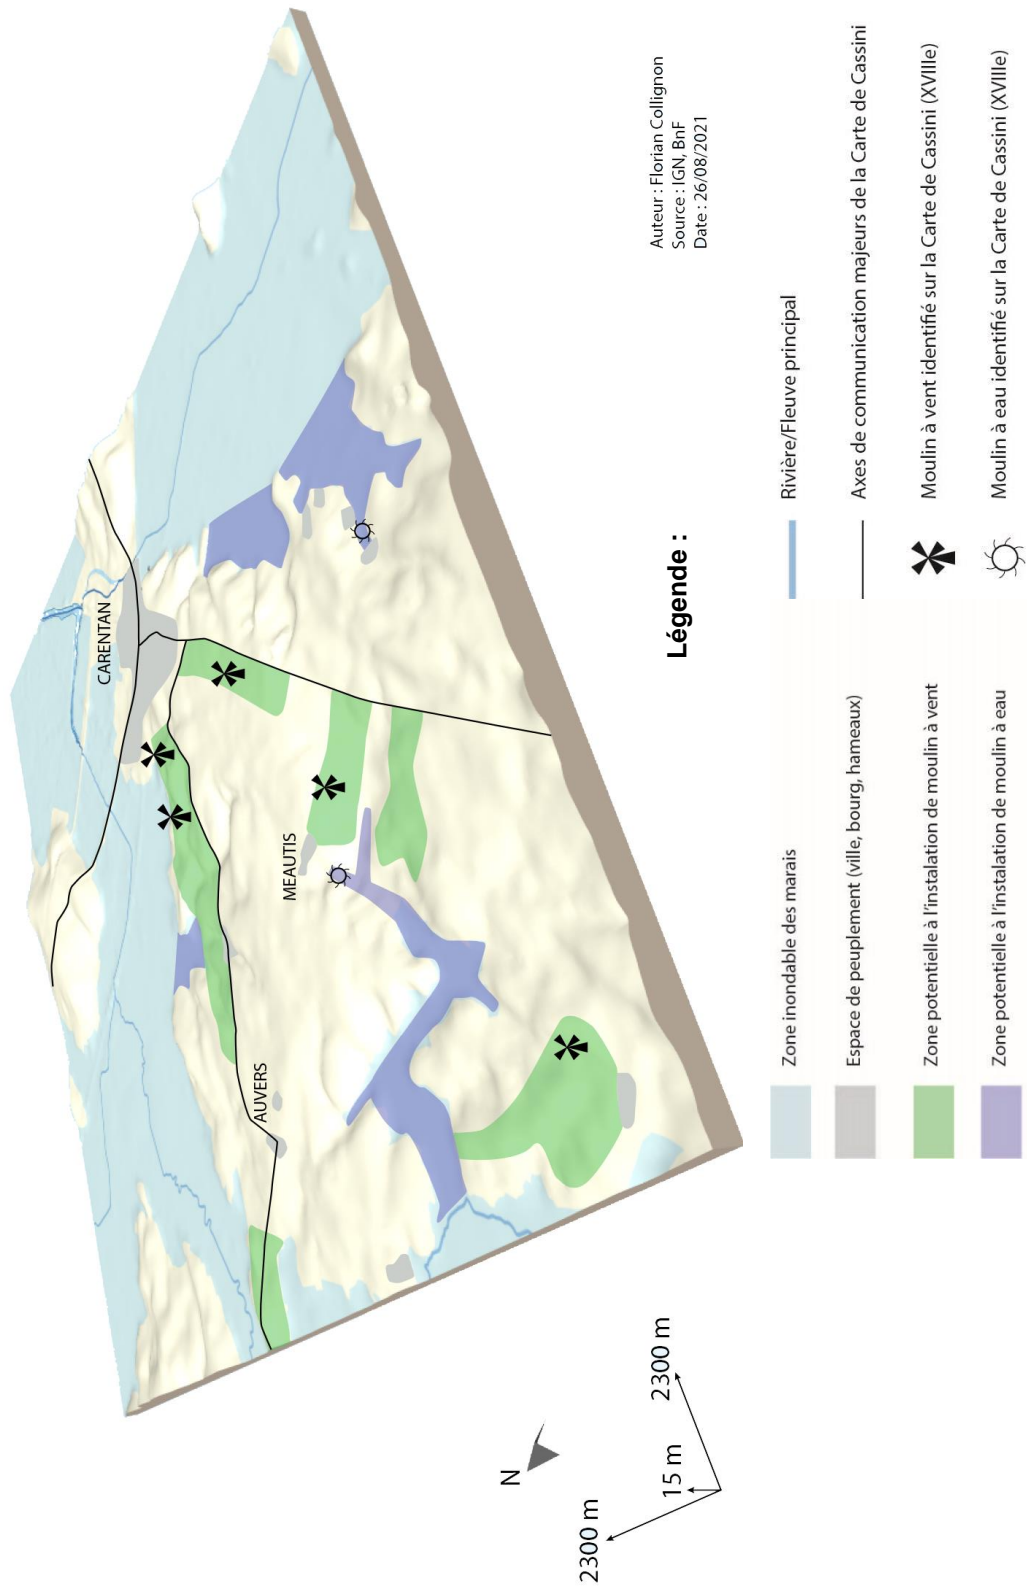 CARENTAN
MEAUTIS
AUVERS
N
2300 m
15 m
2300 m
Auteur : Florian Collignon
Source : IGN, BnF
Date : 26/08/2021
Légende :
Zone inondable des marais
Espace de peuplement (ville, bourg, hameaux)
Zone potentielle à l'instalation de moulin à vent
Zone potentielle à l'instalation de moulin à eau
Rivière/Fleuve principal
Axes de communication majeurs de la Carte de Cassini
Moulin à vent identifié sur la Carte de Cassini (XVIIIe)
Moulin à eau identifié sur la Carte de Cassini (XVIIIe)